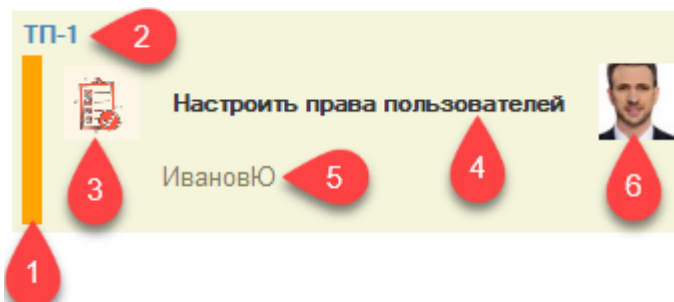 ТП-1 2
Настроить права пользователей
3 4 6
ИвановЮ 5
1